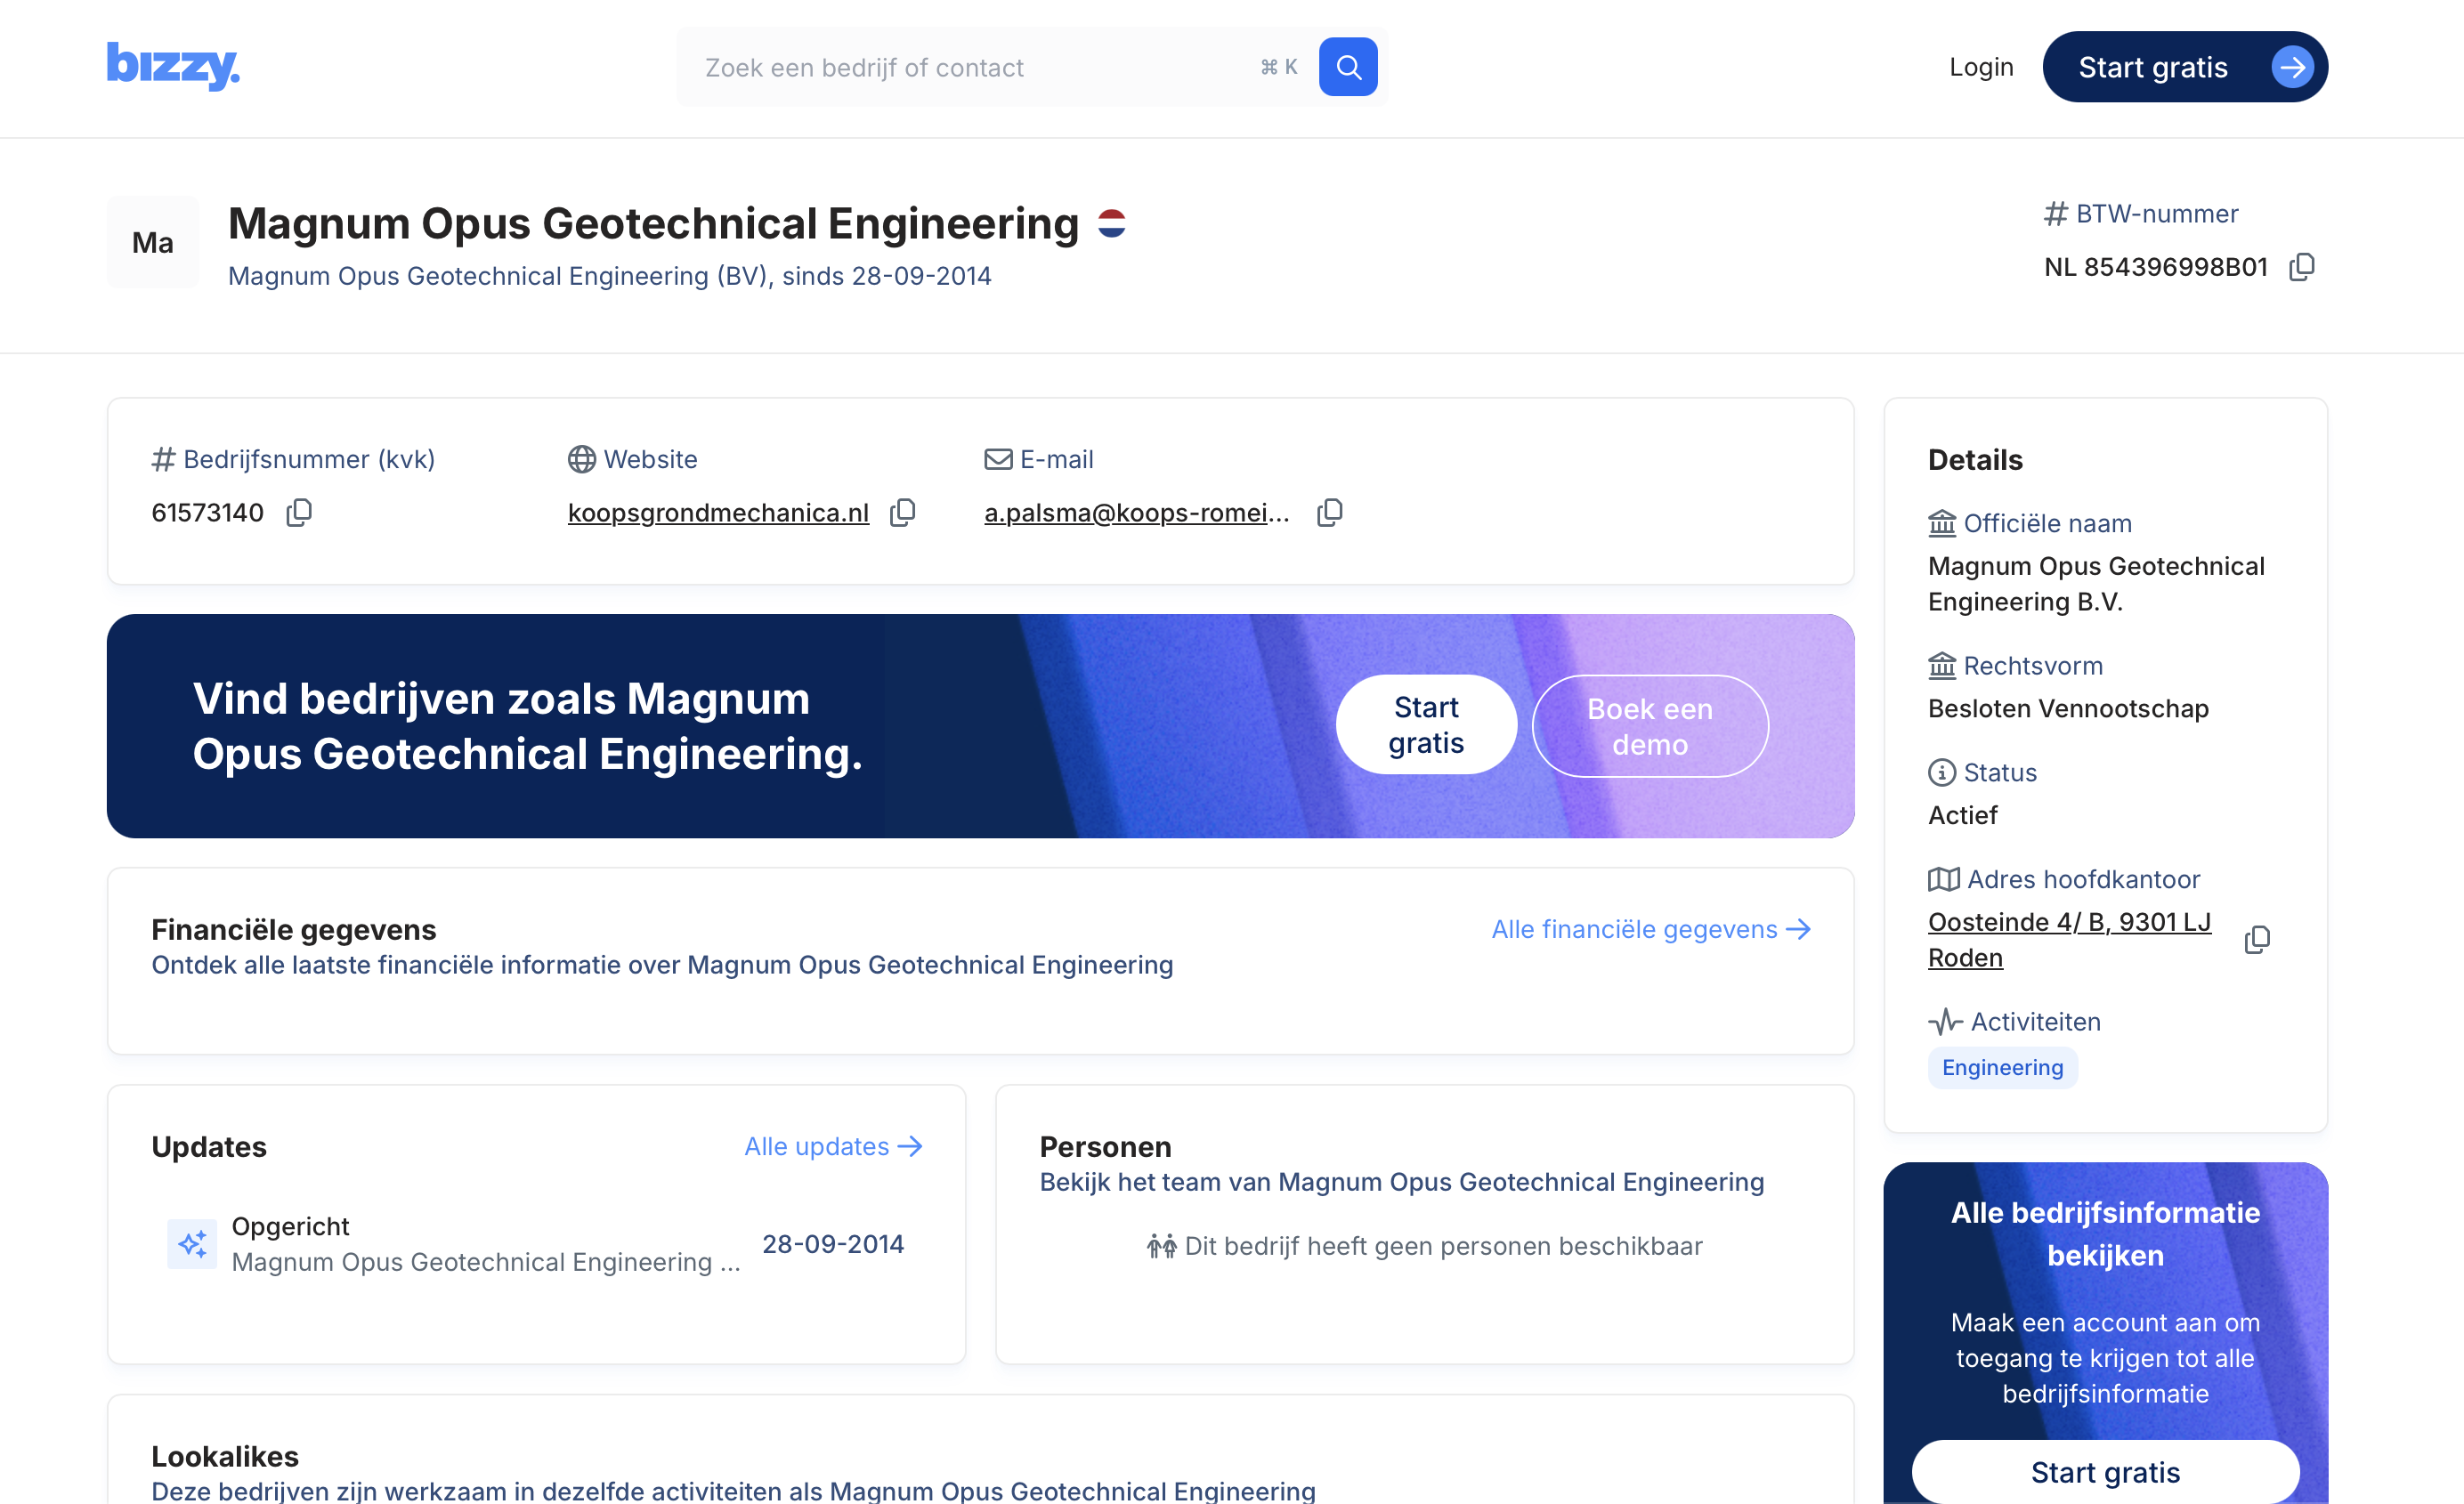 bizzy.
Zoek een bedrijf of contact
⌘ K
Login
Start gratis
Ma
Magnum Opus Geotechnical Engineering
Magnum Opus Geotechnical Engineering (BV), sinds 28-09-2014
BTW-nummer
NL 854396998B01
Bedrijfsnummer (kvk)
61573140
Website
koopsgrondmechanica.nl
E-mail
a.palsma@koops-romei...
Vind bedrijven zoals Magnum
Opus Geotechnical Engineering.
Start
gratis
Boek een
demo
Financiële gegevens
Ontdek alle laatste financiële informatie over Magnum Opus Geotechnical Engineering
Alle financiële gegevens
Updates
Alle updates
Opgericht
Magnum Opus Geotechnical Engineering ...
28-09-2014
Personen
Bekijk het team van Magnum Opus Geotechnical Engineering
Dit bedrijf heeft geen personen beschikbaar
Lookalikes
Deze bedrijven zijn werkzaam in dezelfde activiteiten als Magnum Opus Geotechnical Engineering
Details
Officiële naam
Magnum Opus Geotechnical
Engineering B.V.
Rechtsvorm
Besloten Vennootschap
Status
Actief
Adres hoofdkantoor
Oosteinde 4/ B, 9301 LJ
Roden
Activiteiten
Engineering
Alle bedrijfsinformatie
bekijken
Maak een account aan om
toegang te krijgen tot alle
bedrijfsinformatie
Start gratis